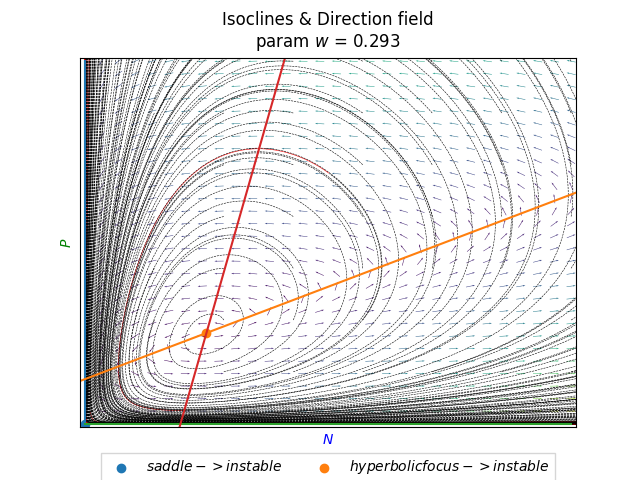 Isoclines & Direction field
param w = 0.293
P
N
saddle − > instable
hyperbolicfocus − > instable